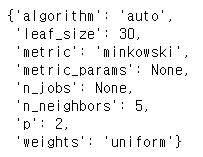 {'algorithm': 'auto',
'leaf_size': 30,
'metric': 'minkowski',
'metric_params': None,
'n_jobs': None,
'n_neighbors': 5,
'p': 2,
'weights': 'uniform'}